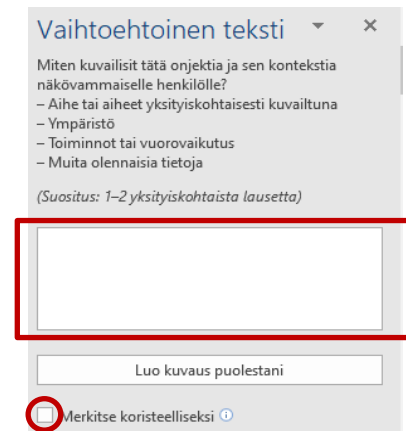 Vaihtoehtoinen teksti
Miten kuvailisit tätä onjektia ja sen kontekstia
näkövammaiselle henkilölle?
– Aihe tai aiheet yksityiskohtaisesti kuvailtuna
– Ympäristö
– Toiminnot tai vuorovaikutus
– Muita olennaisia tietoja
(Suositus: 1–2 yksityiskohtaista lausetta)
Luo kuvaus puolestani
Merkitse koristeelliseksi